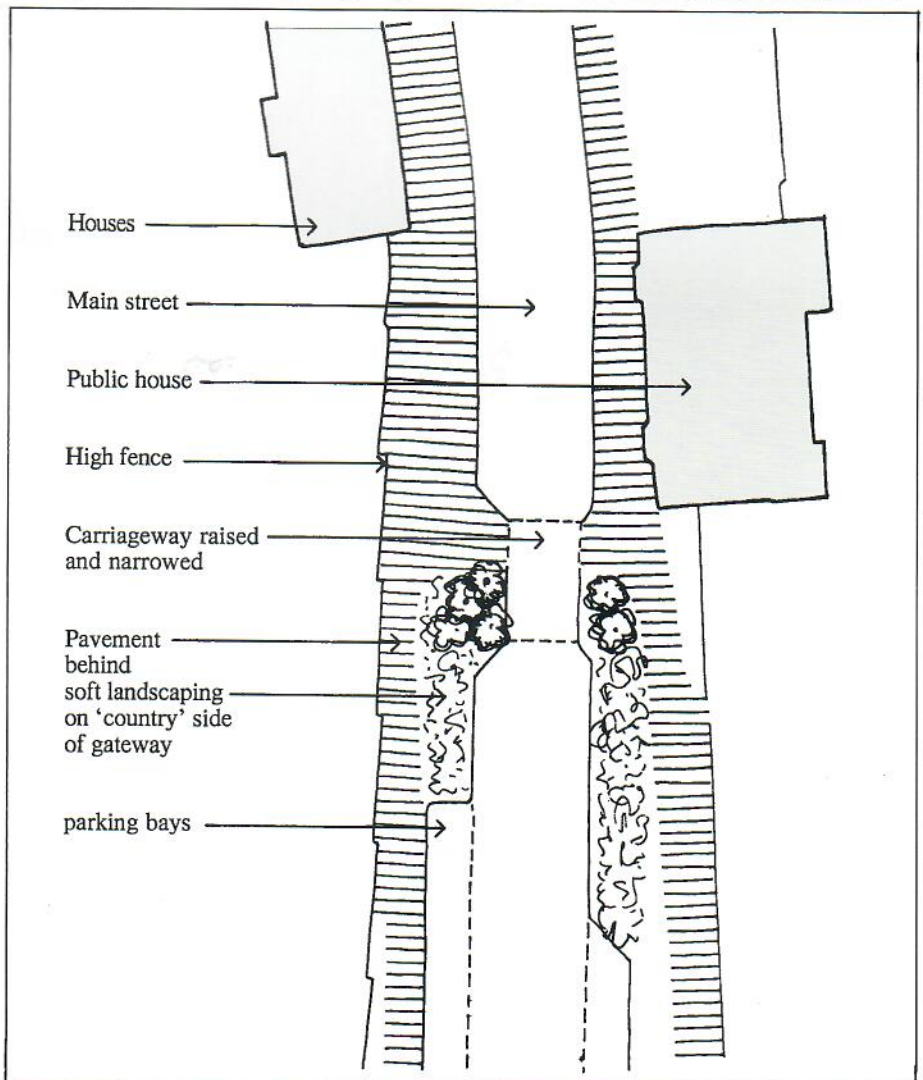 Houses
Main street
Public house
High fence
Carriageway raised
and narrowed
Pavement
behind
soft landscaping
on ‘country’ side
of gateway
parking bays